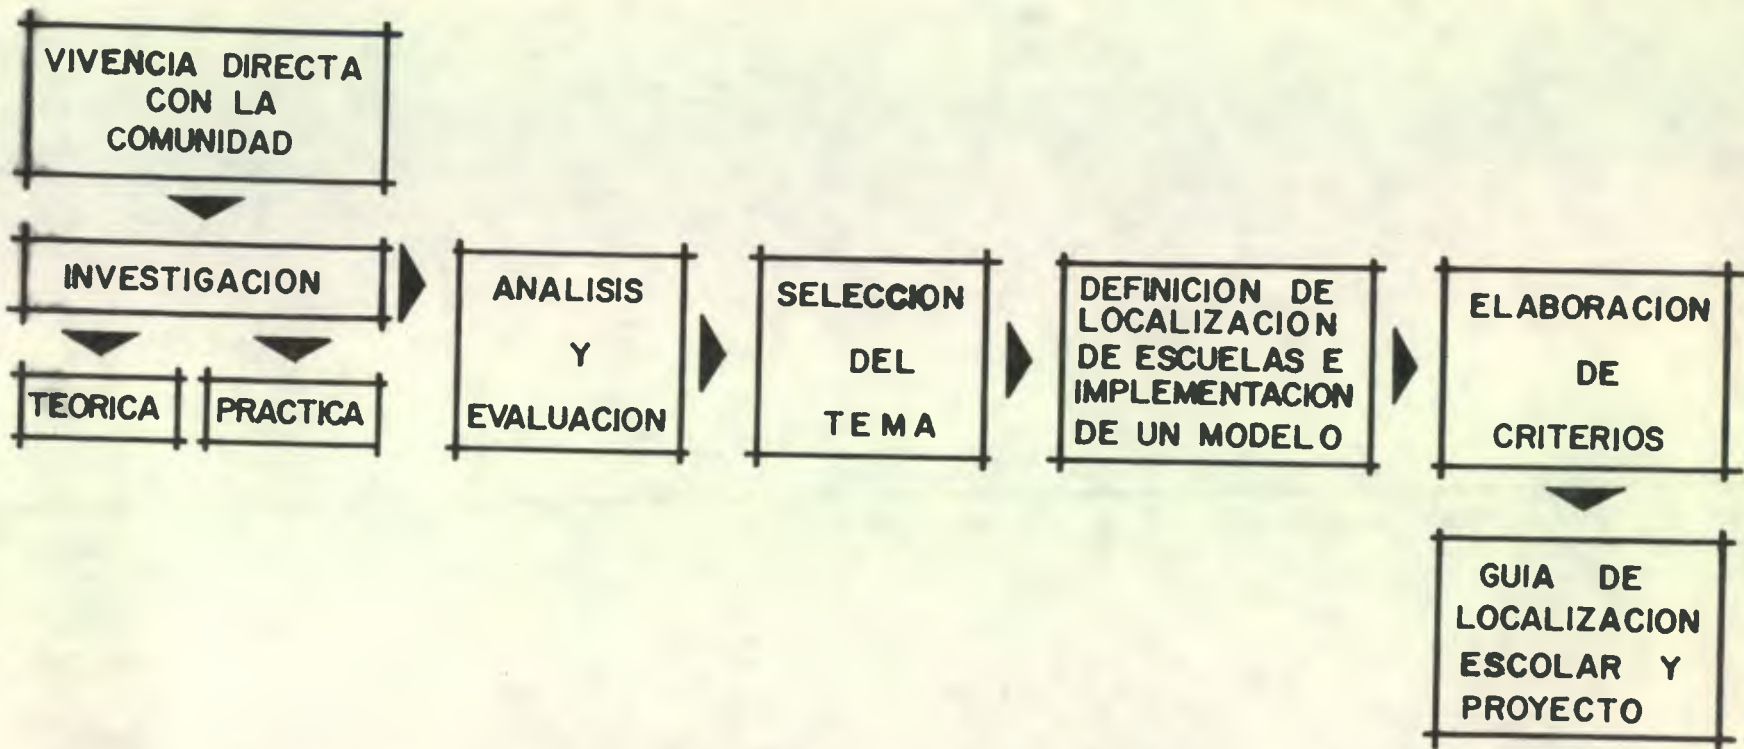 VIVENCIA DIRECTA
CON LA
COMUNIDAD
INVESTIGACION
TEORICA
PRACTICA
ANALISIS
Y
EVALUACION
SELECCION
DEL
TEMA
DEFINICION DE
LOCALIZACION
DE ESCUELAS E
IMPLEMENTACION
DE UN MODELO
ELABORACION
DE
CRITERIOS
GUIA DE
LOCALIZACION
ESCOLAR Y
PROYECTO